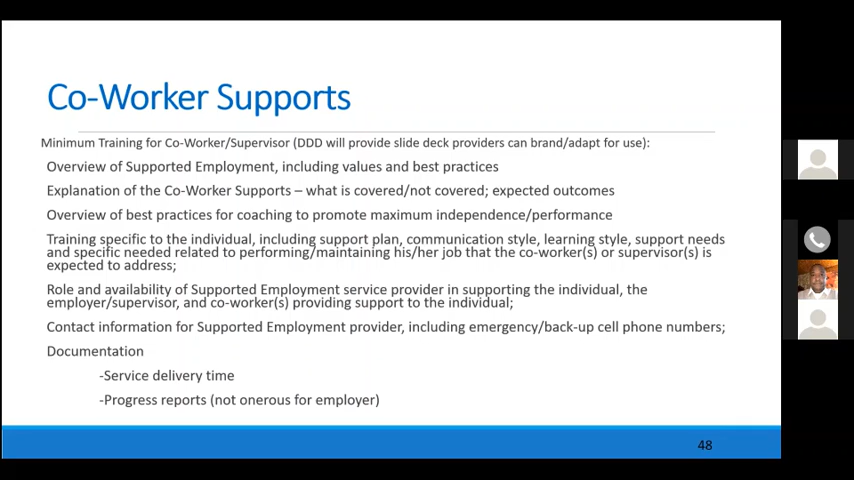 Co-Worker Supports
Minimum Training for Co-Worker/Supervisor (DDD will provide slide deck providers can brand/adapt for use):
Overview of Supported Employment, including values and best practices
Explanation of the Co-Worker Supports – what is covered/not covered; expected outcomes
Overview of best practices for coaching to promote maximum independence/performance
Training specific to the individual, including support plan, communication style, learning style, support needs
and specific needed related to performing/maintaining his/her job that the co-worker(s) or supervisor(s) is
expected to address;
Role and availability of Supported Employment service provider in supporting the individual, the
employer/supervisor, and co-worker(s) providing support to the individual;
Contact information for Supported Employment provider, including emergency/back-up cell phone numbers;
Documentation
-Service delivery time
-Progress reports (not onerous for employer)
48